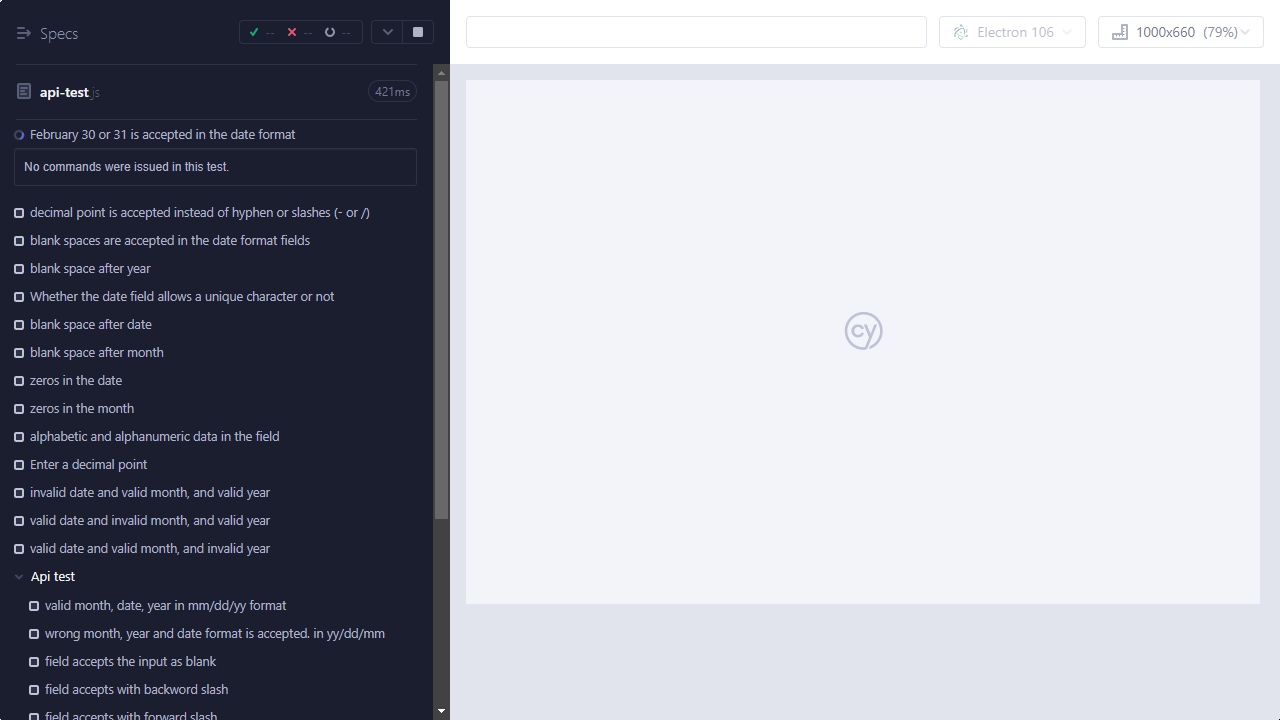 Specs
--
--
--
Electron 106
1000x660 (79%)
api-test.js
421ms
February 30 or 31 is accepted in the date format
No commands were issued in this test.
decimal point is accepted instead of hyphen or slashes (- or /)
blank spaces are accepted in the date format fields
blank space after year
Whether the date field allows a unique character or not
blank space after date
blank space after month
zeros in the date
zeros in the month
alphabetic and alphanumeric data in the field
Enter a decimal point
invalid date and valid month, and valid year
valid date and invalid month, and valid year
valid date and valid month, and invalid year
Api test
valid month, date, year in mm/dd/yy format
wrong month, year and date format is accepted. in yy/dd/mm
field accepts the input as blank
field accepts with backword slash
field accepts with forward slash
cy